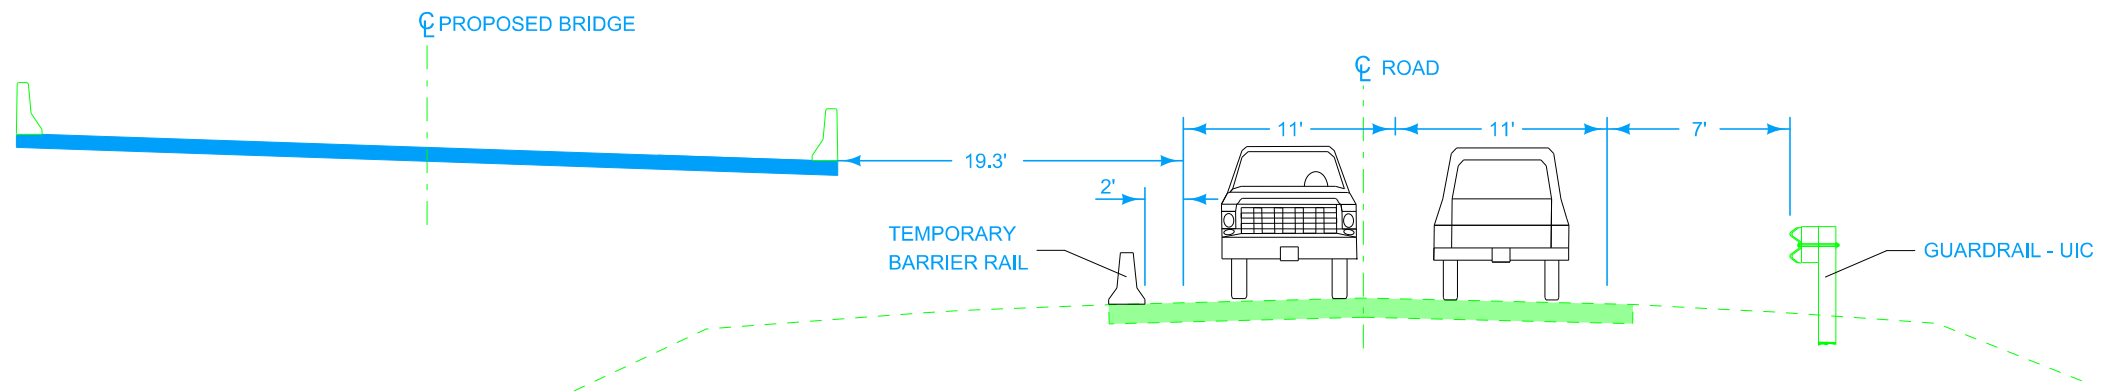 ℄ PROPOSED BRIDGE
℄ ROAD
11'
11'
7'
19.3'
2'
TEMPORARY
BARRIER RAIL
GUARDRAIL - UIC